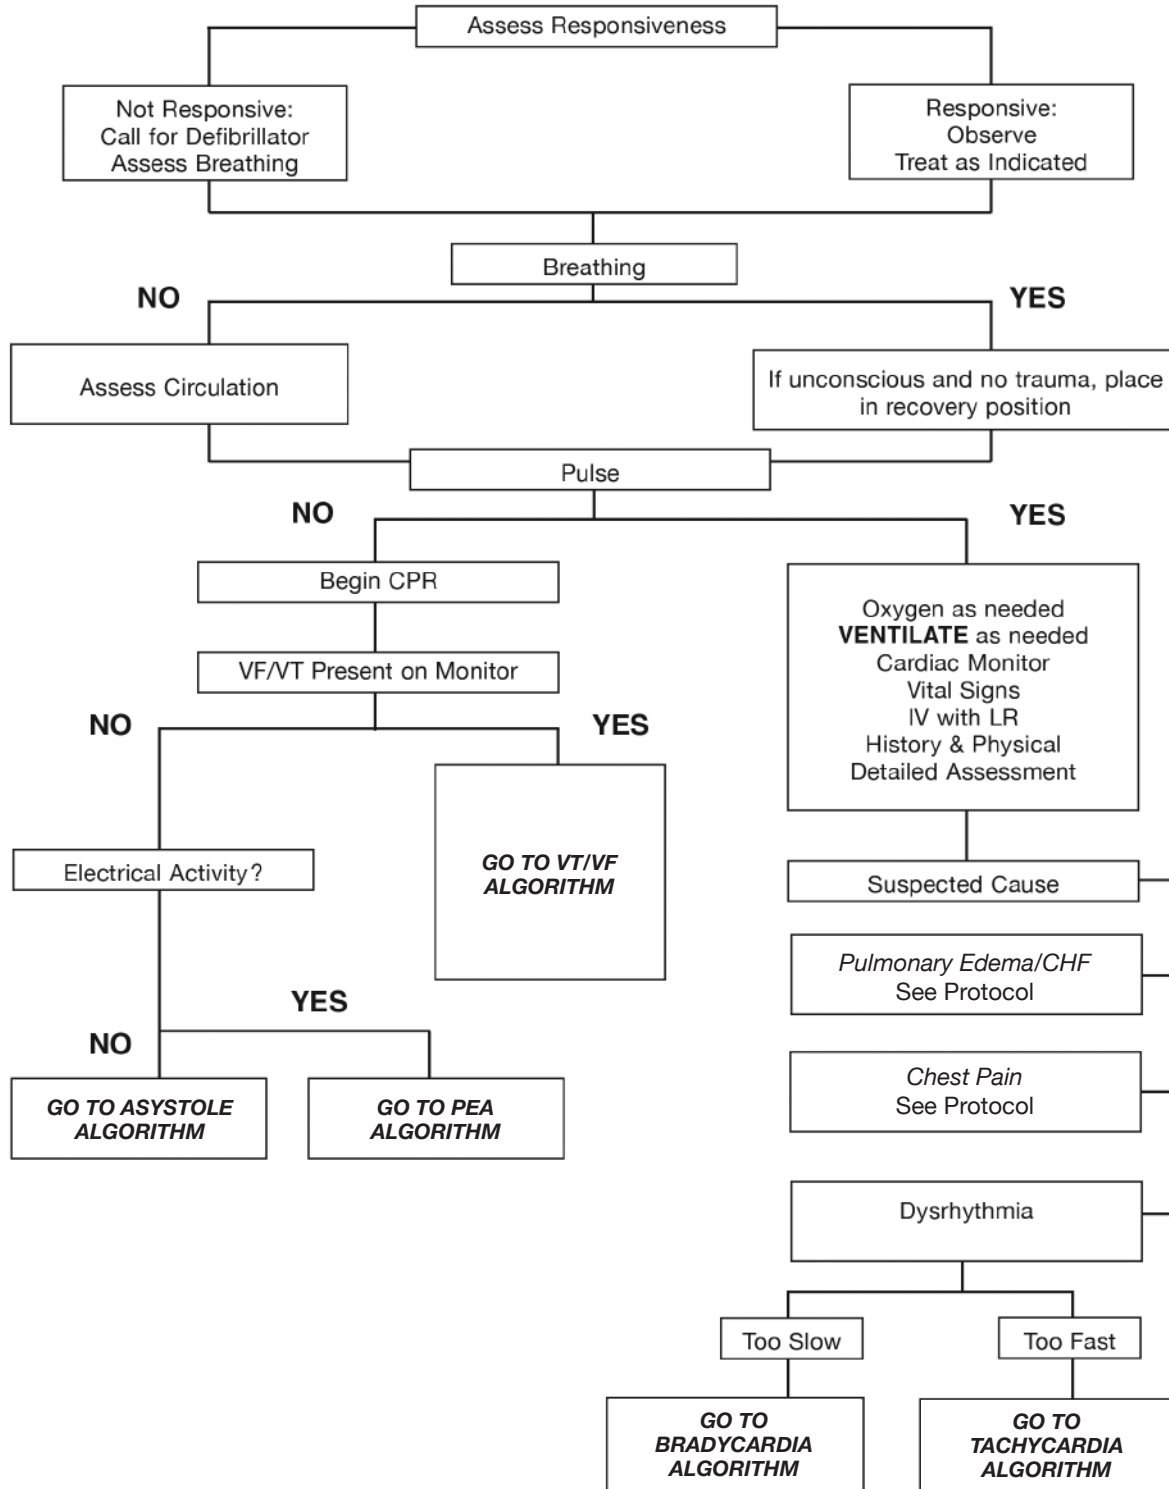 Assess Responsiveness
Not Responsive:
Call for Defibrillator
Assess Breathing
Responsive:
Observe
Treat as Indicated
Breathing
NO
YES
Assess Circulation
If unconscious and no trauma, place
in recovery position
Pulse
NO
YES
Begin CPR
VF/VT Present on Monitor
Oxygen as needed
VENTILATE as needed
Cardiac Monitor
Vital Signs
IV with LR
History & Physical
Detailed Assessment
NO
YES
Electrical Activity?
GO TO VT/VF
ALGORITHM
Suspected Cause
Pulmonary Edema/CHF
See Protocol
YES
NO
GO TO ASYSTOLE
ALGORITHM
GO TO PEA
ALGORITHM
Chest Pain
See Protocol
Dysrhythmia
Too Slow
Too Fast
GO TO
BRADYCARDIA
ALGORITHM
GO TO
TACHYCARDIA
ALGORITHM